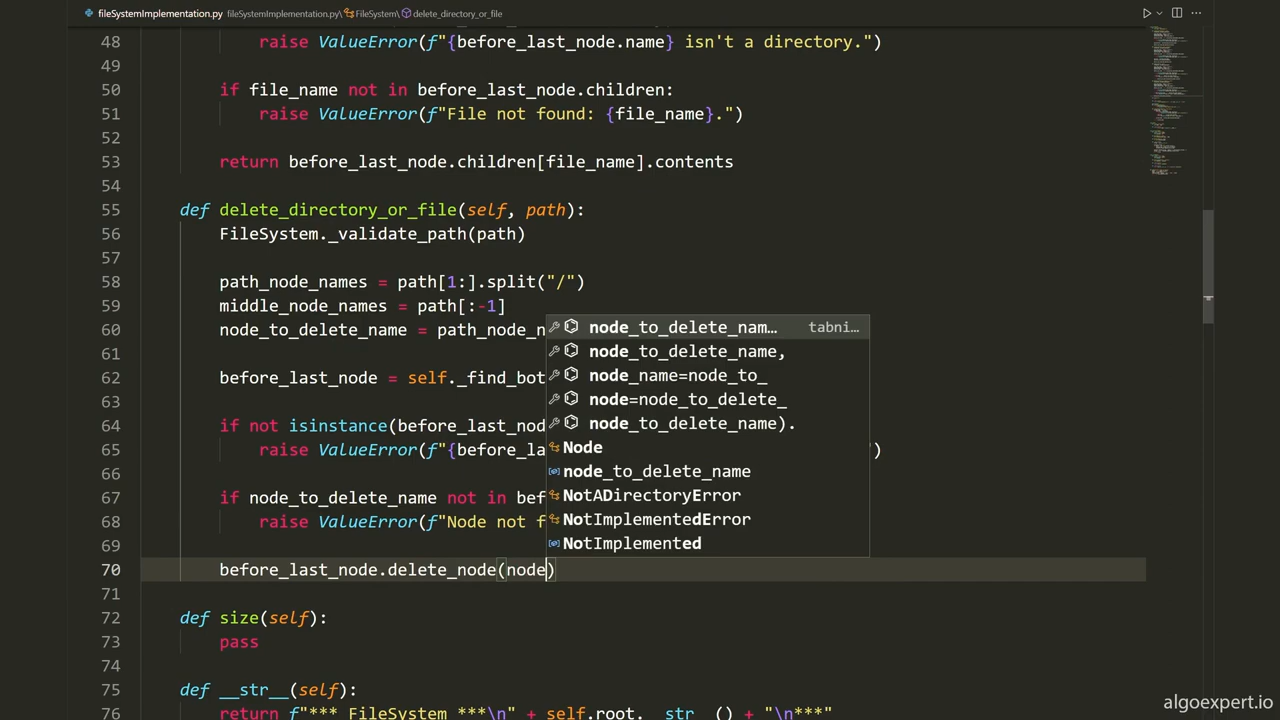 fileSystemImplementation.py fileSystemImplementation.py\ FileSystem\ delete_directory_or_file
48 raise ValueError(f"{before_last_node.name} isn't a directory.")
49
50 if file_name not in before_last_node.children:
51 raise ValueError(f"File not found: {file_name}.")
52
53 return before_last_node.children[file_name].contents
54
55 def delete_directory_or_file(self, path):
56 FileSystem._validate_path(path)
57
58 path_node_names = path[1:].split("/")
59 middle_node_names = path[:-1]
60 node_to_delete_name = path_node_n
61
62 before_last_node = self._find_bot
63
64 if not isinstance(before_last_nod
65 raise ValueError(f"{before_la ")
66
67 if node_to_delete_name not in bef
68 raise ValueError(f"Node not f
69
70 before_last_node.delete_node(node)
71
72 def size(self):
73 pass
74
75 def __str__(self):
76 return f"*** FileSystem ***\n" + self.root.__str__() + "\n***"
node_to_delete_nam… tabni…
node_to_delete_name,
node_name=node_to_
node=node_to_delete_
node_to_delete_name).
Node
node_to_delete_name
NotADirectoryError
NotImplementedError
NotImplemented
algoexpert.io